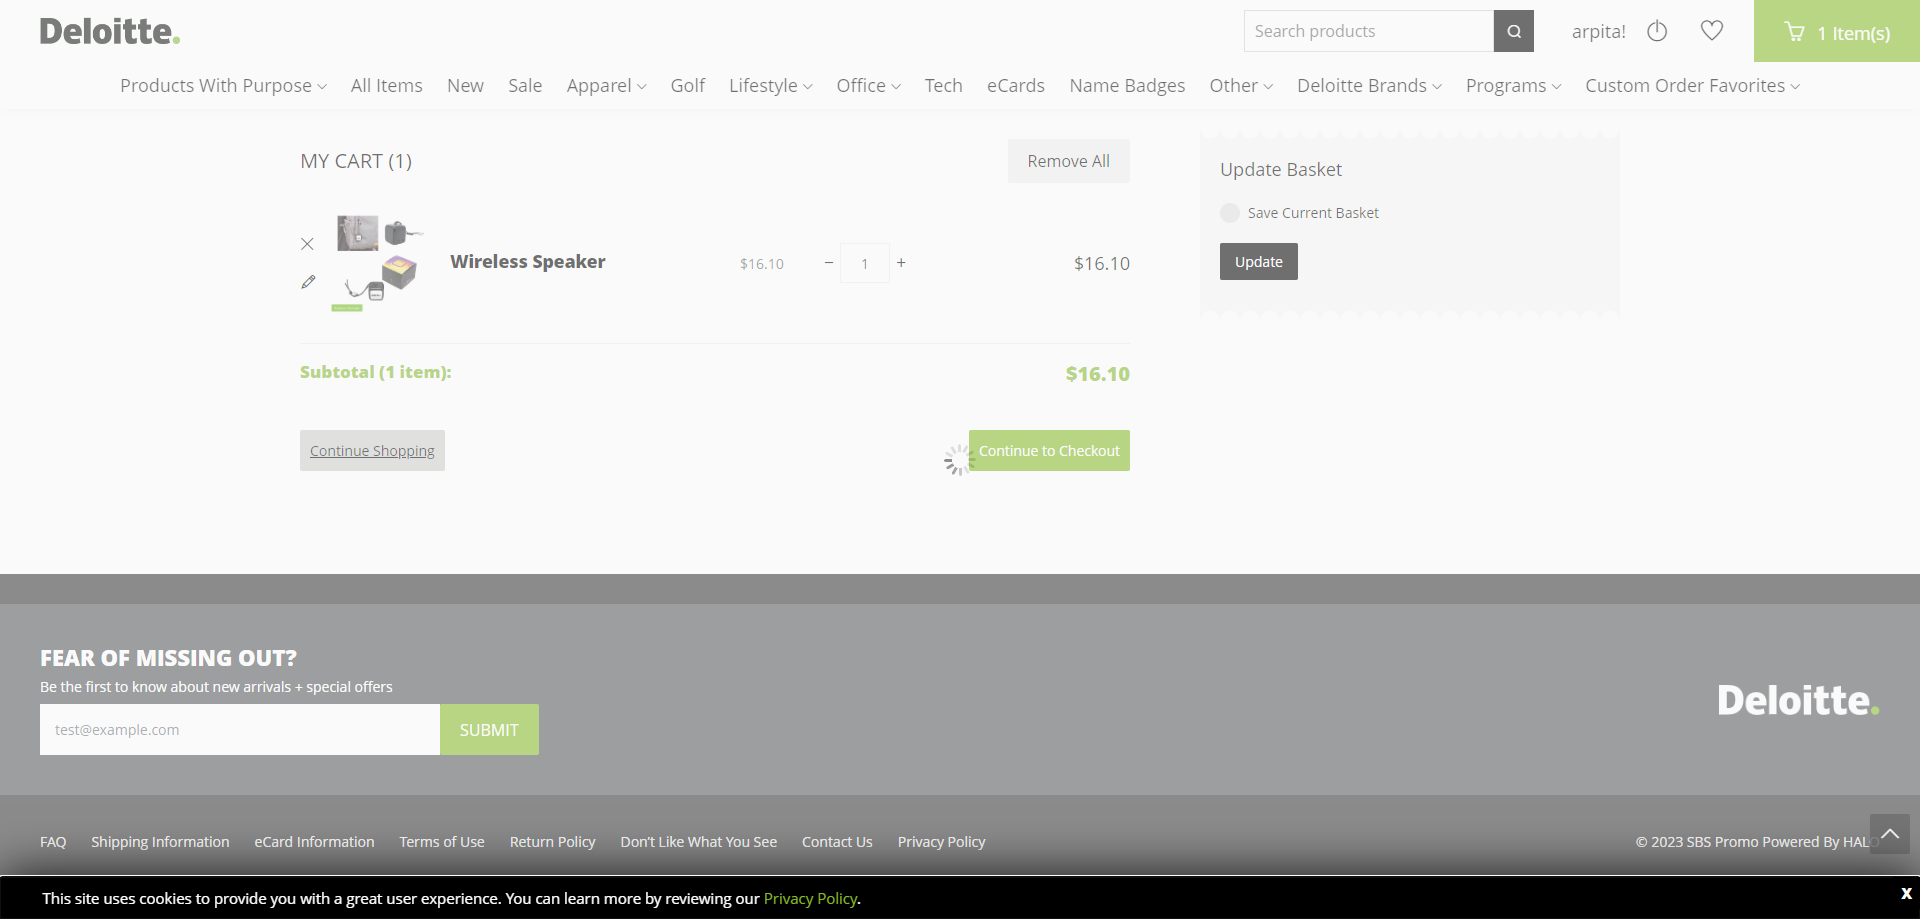 Deloitte.
Search products
arpita!
1 Item(s)
Products With Purpose
All Items
New
Sale
Apparel
Golf
Lifestyle
Office
Tech
eCards
Name Badges
Other
Deloitte Brands
Programs
Custom Order Favorites
MY CART (1)
Remove All
Wireless Speaker
$16.10
− 1 +
$16.10
Subtotal (1 item):
$16.10
Continue Shopping
Continue to Checkout
Update Basket
Save Current Basket
Update
FEAR OF MISSING OUT?
Be the first to know about new arrivals + special offers
test@example.com
SUBMIT
Deloitte.
FAQ
Shipping Information
eCard Information
Terms of Use
Return Policy
Don't Like What You See
Contact Us
Privacy Policy
© 2023 SBS Promo Powered By HALO
This site uses cookies to provide you with a great user experience. You can learn more by reviewing our Privacy Policy.
X